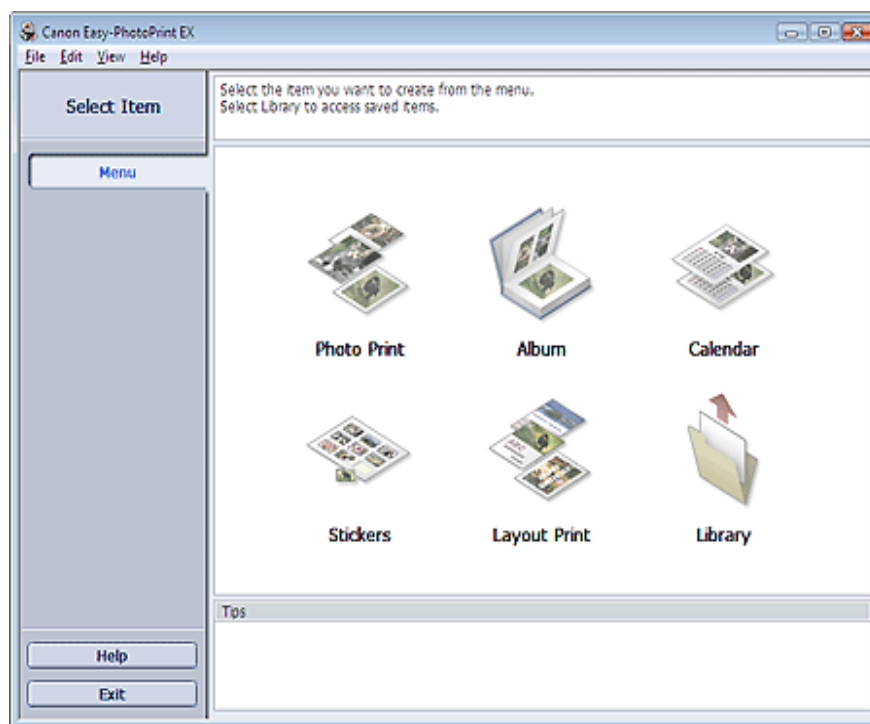 Canon Easy-PhotoPrint EX
File Edit View Help
Select Item
Select the item you want to create from the menu.
Select Library to access saved items.
Menu
Photo Print
Album
Calendar
Stickers
Layout Print
Library
Tips
Help
Exit